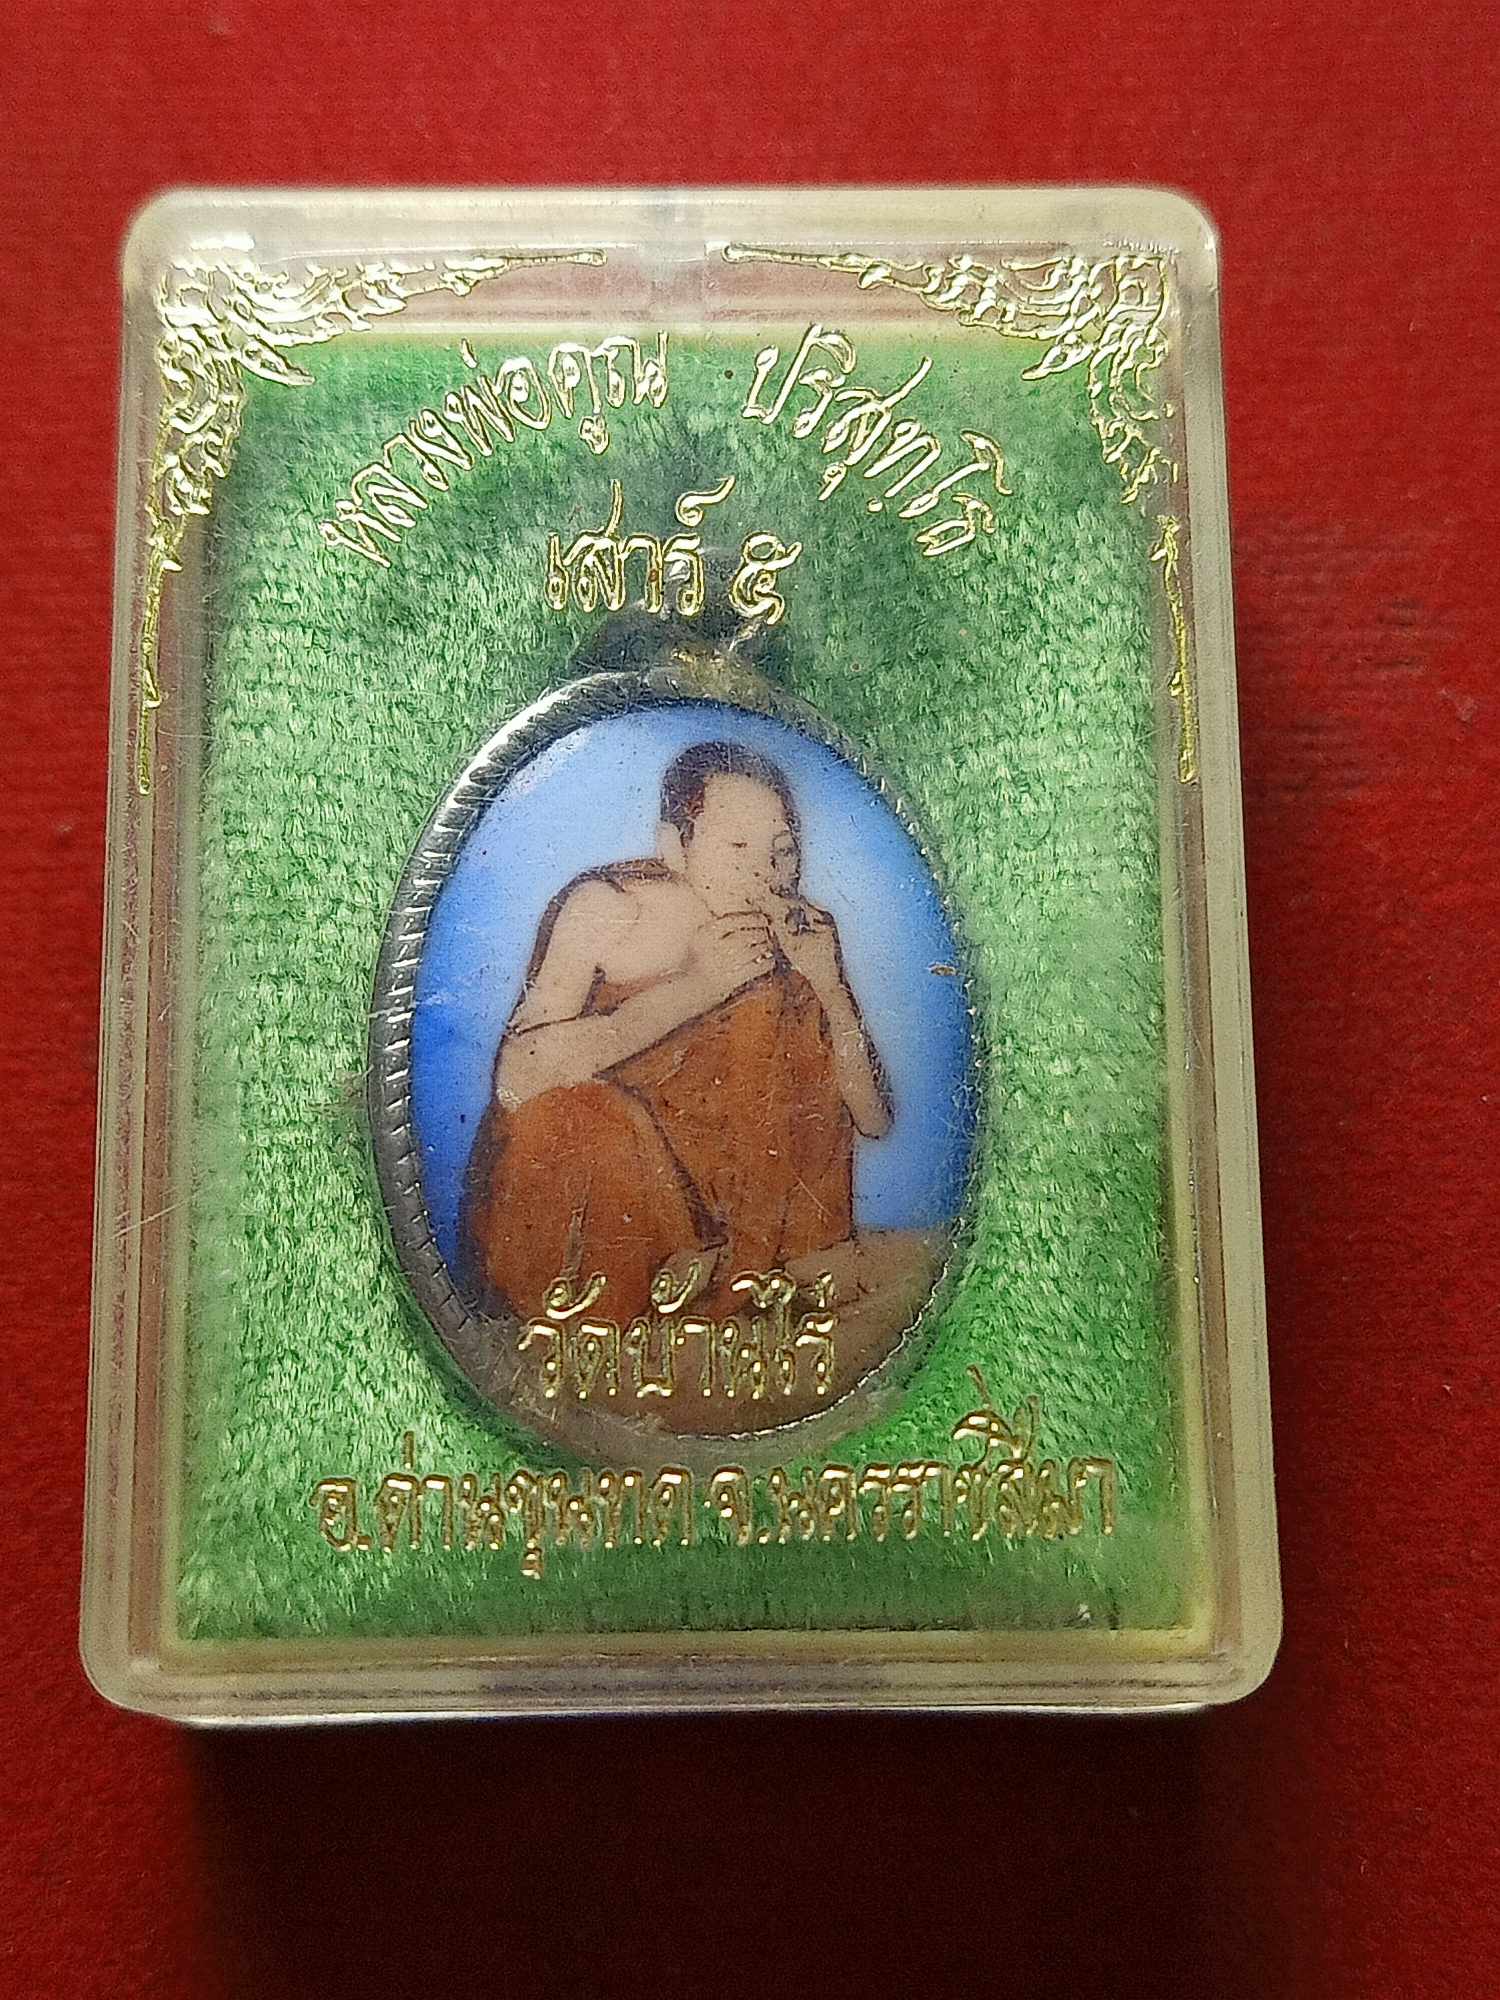 หลวงพ่อคูณ ปริสุทฺโธ
เสาร์ ๕
วัดบ้านไร่
อ.ด่านขุนทด จ.นครราชสีมา